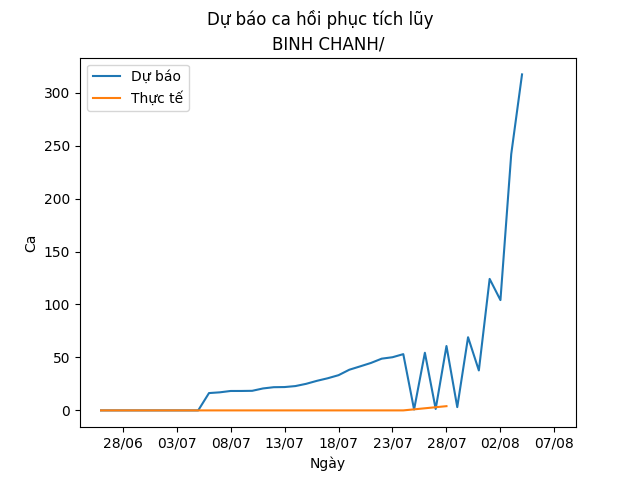 Dự báo ca hồi phục tích lũy
BINH CHANH/
Dự báo
Thực tế
300
250
200
150
100
50
0
Ca
28/06 03/07 08/07 13/07 18/07 23/07 28/07 02/08 07/08
Ngày